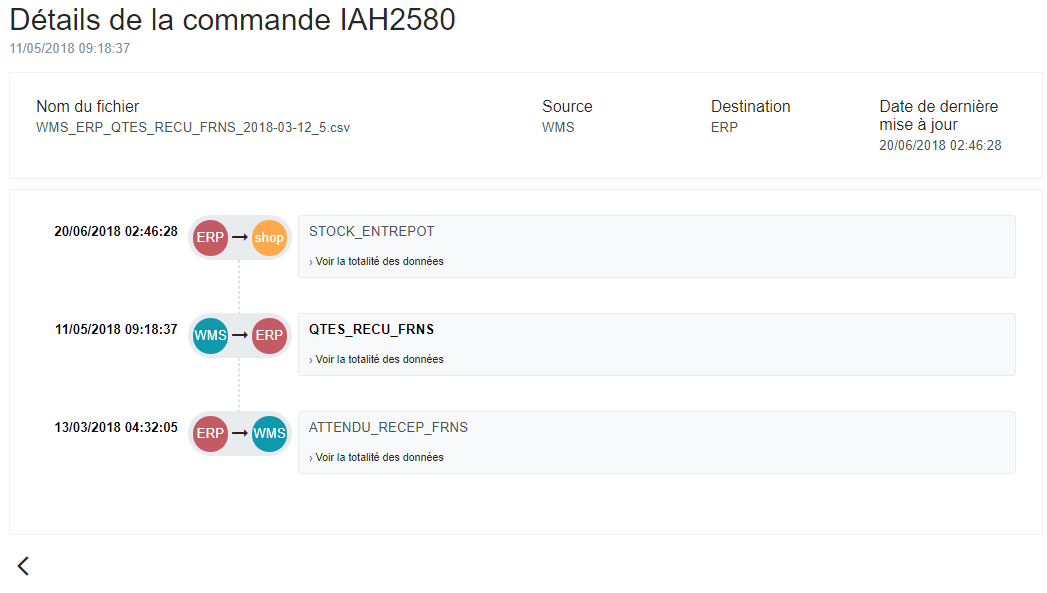 Détails de la commande IAH2580
11/05/2018 09:18:37
Nom du fichier
WMS_ERP_QTES_RECU_FRNS_2018-03-12_5.csv
Source
WMS
Destination
ERP
Date de dernière
mise à jour
20/06/2018 02:46:28
20/06/2018 02:46:28
ERP → shop
STOCK_ENTREPOT
› Voir la totalité des données
11/05/2018 09:18:37
WMS → ERP
QTES_RECU_FRNS
› Voir la totalité des données
13/03/2018 04:32:05
ERP → WMS
ATTENDU_RECEP_FRNS
› Voir la totalité des données